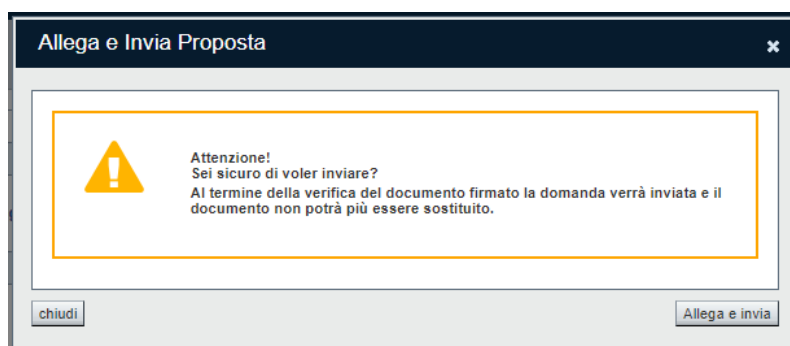 Allega e Invia Proposta
Attenzione!
Sei sicuro di voler inviare?
Al termine della verifica del documento firmato la domanda verrà inviata e il
documento non potrà più essere sostituito.
chiudi
Allega e invia